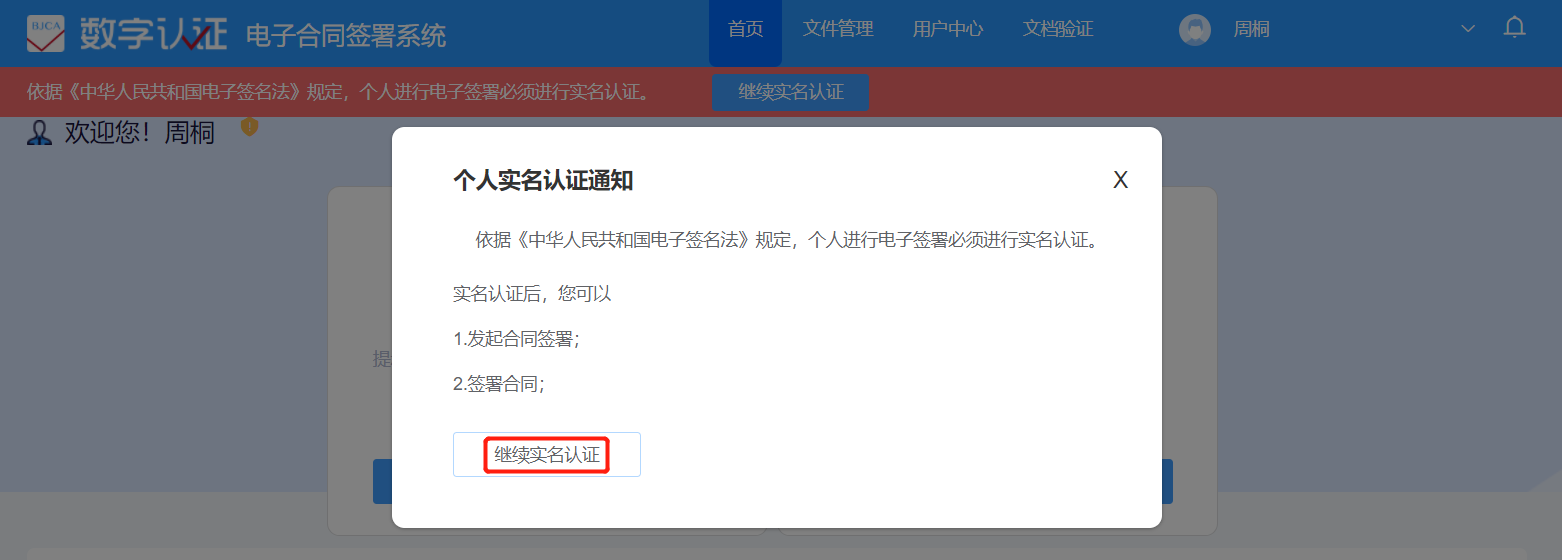 BJCA 数字认证 电子合同签署系统 首页 文件管理 用户中心 文档验证 周桐
依据《中华人民共和国电子签名法》规定，个人进行电子签署必须进行实名认证。 继续实名认证
欢迎您！周桐
个人实名认证通知 X
依据《中华人民共和国电子签名法》规定，个人进行电子签署必须进行实名认证。
实名认证后，您可以
1.发起合同签署；
提
2.签署合同；
继续实名认证